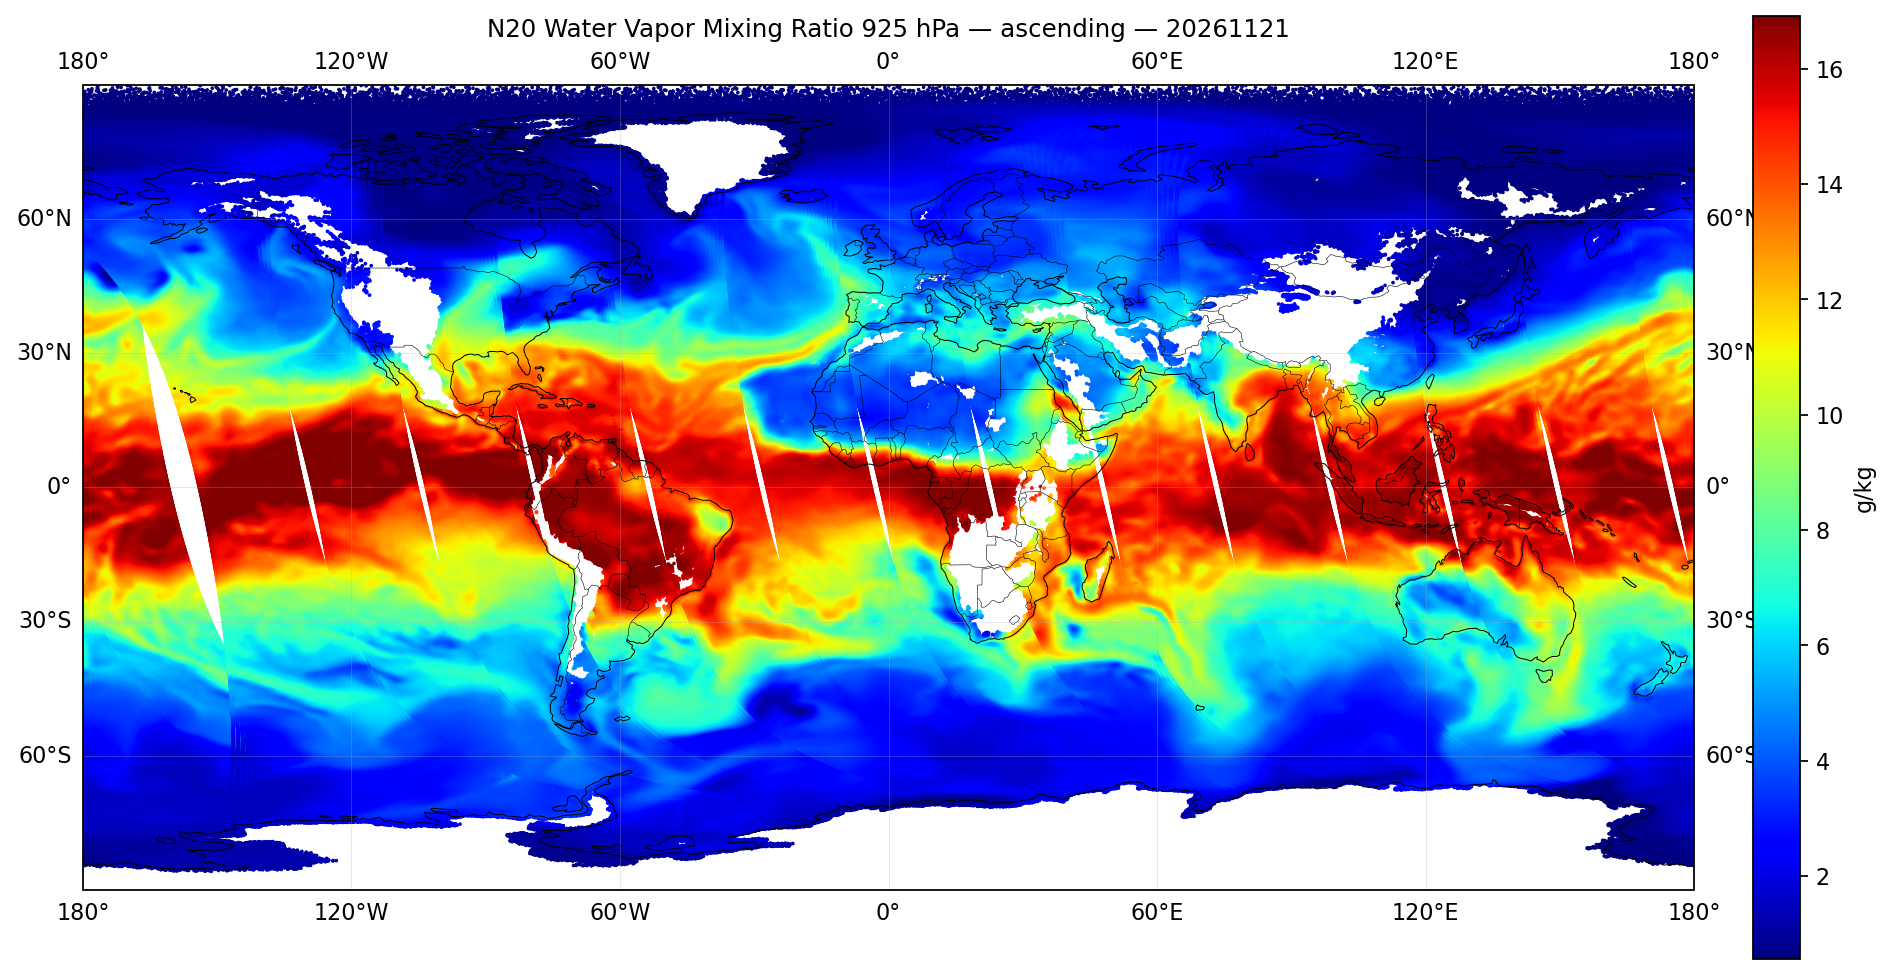 N20 Water Vapor Mixing Ratio 925 hPa — ascending — 20261121
180° 120°W 60°W 0° 60°E 120°E 180°
60°N 60°N
30°N 30°N
0° 0°
30°S 30°S
60°S 60°S
180° 120°W 60°W 0° 60°E 120°E 180°
16
14
12
10
8
6
4
2
g/kg